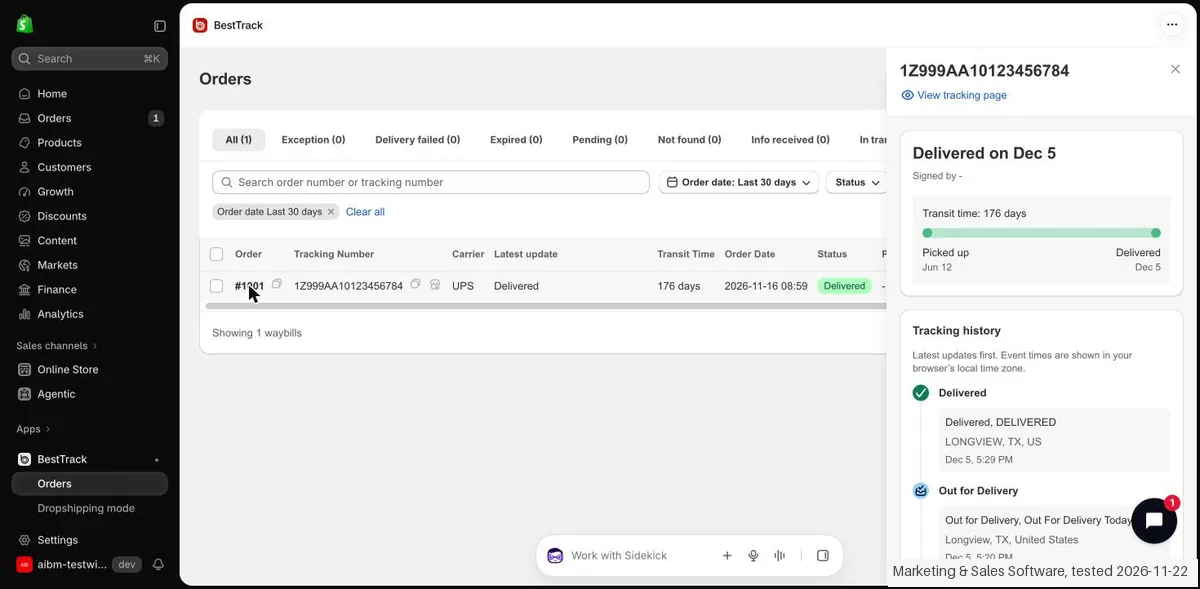 BestTrack
Search ⌘K
Home
Orders 1
Products
Customers
Growth
Discounts
Content
Markets
Finance
Analytics
Sales channels
Online Store
Agentic
Apps
BestTrack
Orders
Dropshipping mode
Settings
aibm-testwi... dev
Orders
All (1) Exception (0) Delivery failed (0) Expired (0) Pending (0) Not found (0) Info received (0) In tran
Search order number or tracking number Order date: Last 30 days Status
Order date Last 30 days Clear all
Order Tracking Number Carrier Latest update Transit Time Order Date Status P
#1001 1Z999AA10123456784 UPS Delivered 176 days 2026-11-16 08:59 Delivered -
Showing 1 waybills
Work with Sidekick
1Z999AA10123456784
View tracking page
Delivered on Dec 5
Signed by -
Transit time: 176 days
Picked up Delivered
Jun 12 Dec 5
Tracking history
Latest updates first. Event times are shown in your
browser's local time zone.
Delivered
Delivered, DELIVERED
LONGVIEW, TX, US
Dec 5, 5:29 PM
Out for Delivery
Out for Delivery, Out For Delivery Today
Longview, TX, United States
Dec 5, 5:20 PM
1
Marketing & Sales Software, tested 2026-11-22